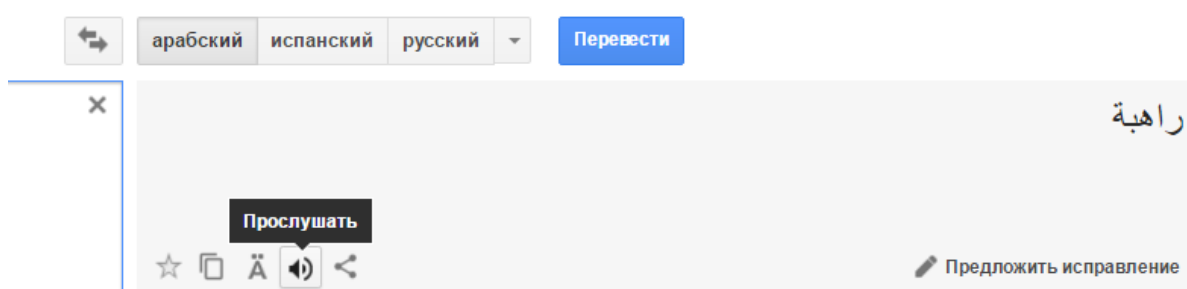 арабский испанский русский Перевести
راهبة
Прослушать
Ä
Предложить исправление